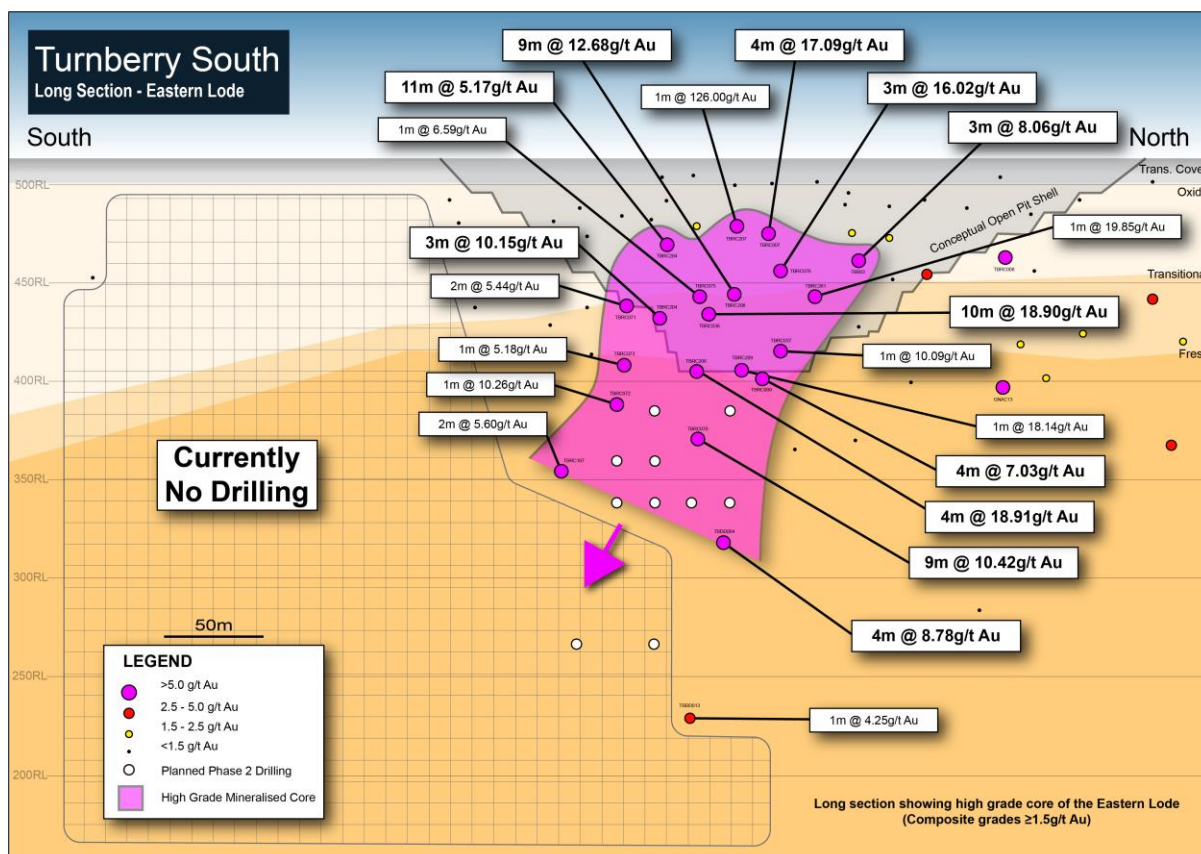 Turnberry South
Long Section - Eastern Lode
South
North
9m @ 12.68g/t Au
4m @ 17.09g/t Au
11m @ 5.17g/t Au
1m @ 126.00g/t Au
3m @ 16.02g/t Au
1m @ 6.59g/t Au
3m @ 8.06g/t Au
Trans. Cove
500RL
Oxid
Conceptual Open Pit Shell
1m @ 19.85g/t Au
3m @ 10.15g/t Au
Transitiona
450RL
2m @ 5.44g/t Au
10m @ 18.90g/t Au
1m @ 5.18g/t Au
1m @ 10.09g/t Au
Fres
400RL
1m @ 10.26g/t Au
2m @ 5.60g/t Au
1m @ 18.14g/t Au
Currently
No Drilling
4m @ 7.03g/t Au
350RL
4m @ 18.91g/t Au
9m @ 10.42g/t Au
300RL
4m @ 8.78g/t Au
50m
250RL
LEGEND
>5.0 g/t Au
2.5 - 5.0 g/t Au
1.5 - 2.5 g/t Au
<1.5 g/t Au
Planned Phase 2 Drilling
High Grade Mineralised Core
1m @ 4.25g/t Au
200RL
Long section showing high grade core of the Eastern Lode
(Composite grades ≥1.5g/t Au)